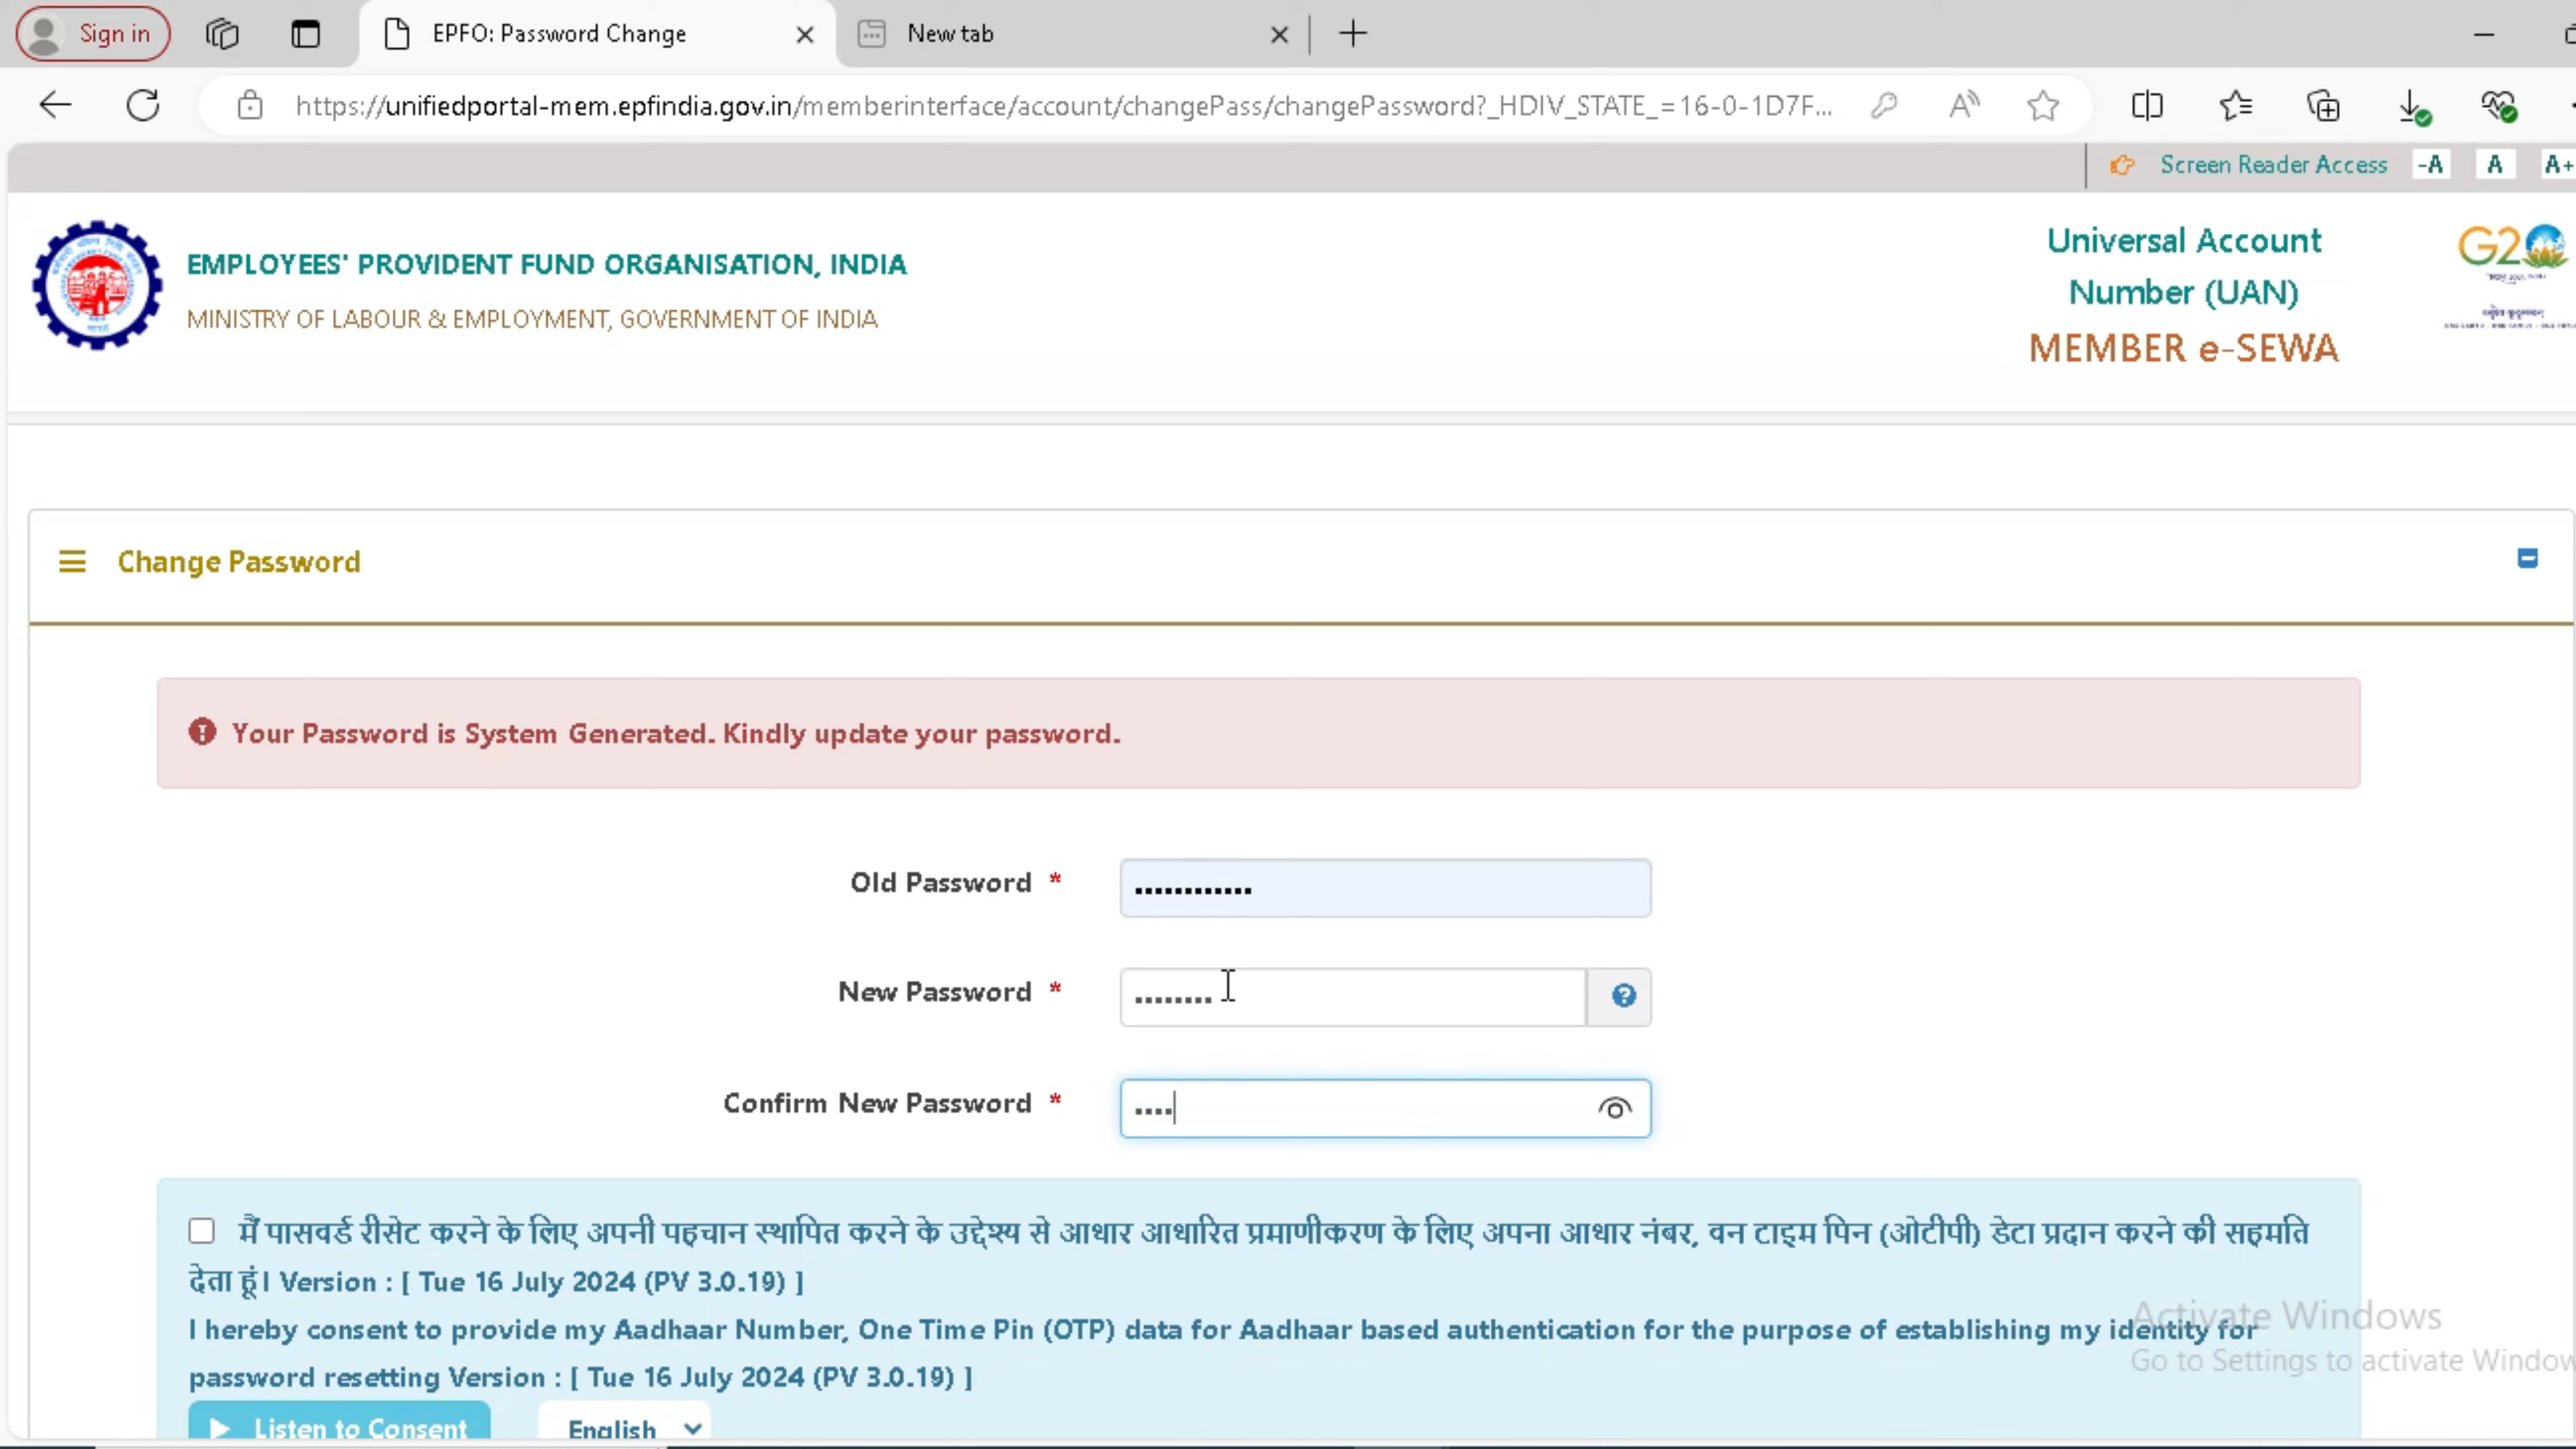 Sign in
EPFO: Password Change
New tab
https://unifiedportal-mem.epfindia.gov.in/memberinterface/account/changePass/changePassword?_HDIV_STATE_=16-0-1D7F...
Screen Reader Access -A A A+
EMPLOYEES' PROVIDENT FUND ORGANISATION, INDIA
MINISTRY OF LABOUR & EMPLOYMENT, GOVERNMENT OF INDIA
Universal Account
Number (UAN)
MEMBER e-SEWA
G20
Change Password
Your Password is System Generated. Kindly update your password.
Old Password *
New Password *
Confirm New Password *
मैं पासवर्ड रीसेट करने के लिए अपनी पहचान स्थापित करने के उद्देश्य से आधार आधारित प्रमाणीकरण के लिए अपना आधार नंबर, वन टाइम पिन (ओटीपी) डेटा प्रदान करने की सहमति
देता हूं। Version : [ Tue 16 July 2024 (PV 3.0.19) ]
I hereby consent to provide my Aadhaar Number, One Time Pin (OTP) data for Aadhaar based authentication for the purpose of establishing my identity for
password resetting Version : [ Tue 16 July 2024 (PV 3.0.19) ]
Listen to Consent
English
Activate Windows
Go to Settings to activate Window